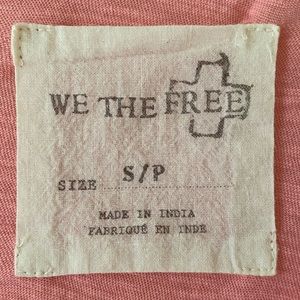 WE THE FREE
SIZE S/P
MADE IN INDIA
FABRIQUÉ EN INDE